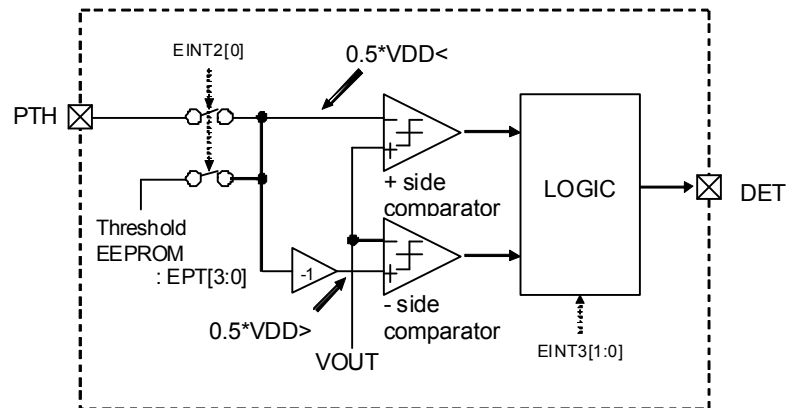 EINT2[0]
0.5*VDD<
PTH
-
+
+ side
comparator
LOGIC
DET
Threshold
EEPROM
: EPT[3:0]
-1
-
+
- side
comparator
0.5*VDD>
VOUT
EINT3[1:0]